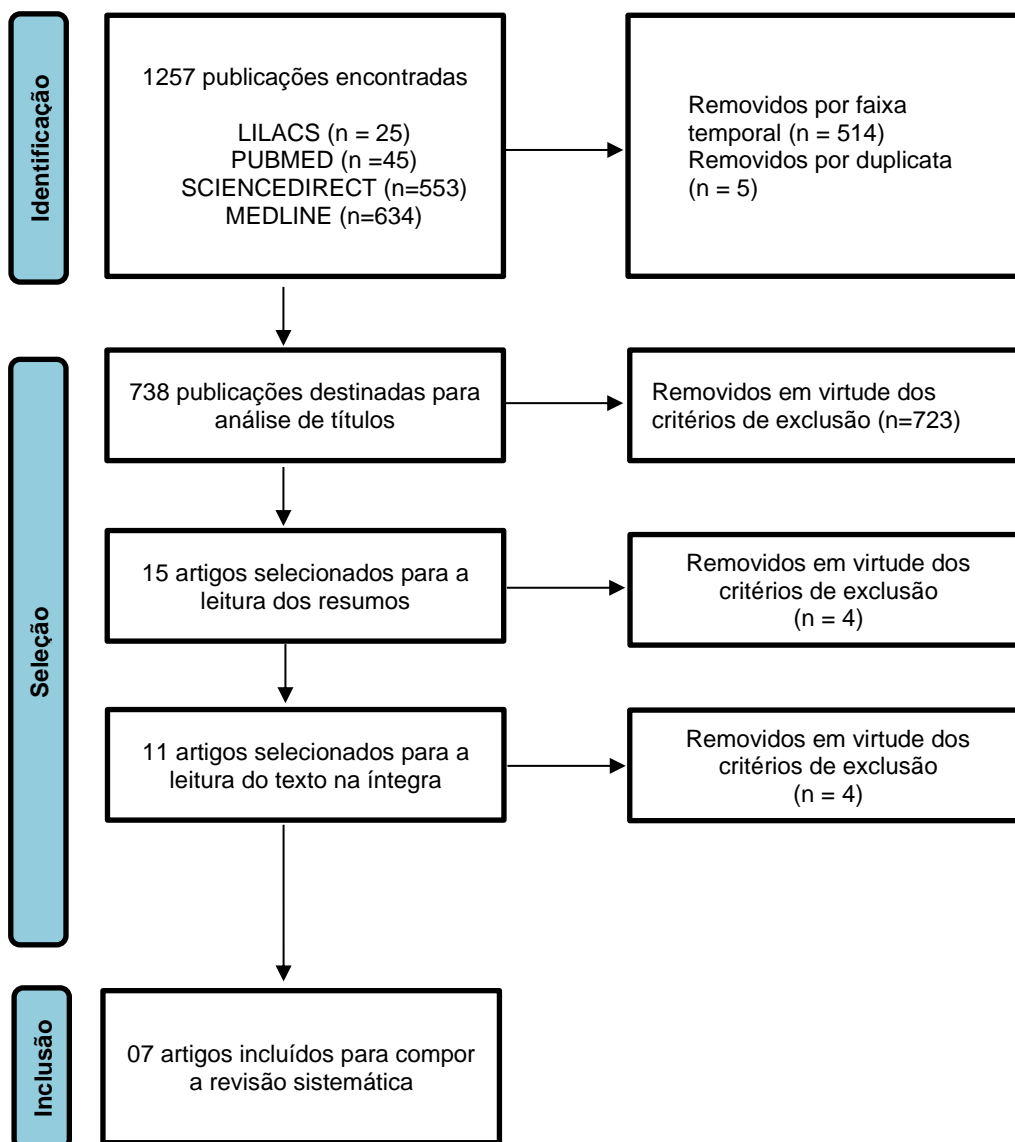 Identificação
1257 publicações encontradas
LILACS (n = 25)
PUBMED (n =45)
SCIENCEDIRECT (n=553)
MEDLINE (n=634)
Removidos por faixa
temporal (n = 514)
Removidos por duplicata
(n = 5)
Seleção
738 publicações destinadas para
análise de títulos
Removidos em virtude dos
critérios de exclusão (n=723)
15 artigos selecionados para a
leitura dos resumos
Removidos em virtude dos
critérios de exclusão
(n = 4)
11 artigos selecionados para a
leitura do texto na íntegra
Removidos em virtude dos
critérios de exclusão
(n = 4)
Inclusão
07 artigos incluídos para compor
a revisão sistemática